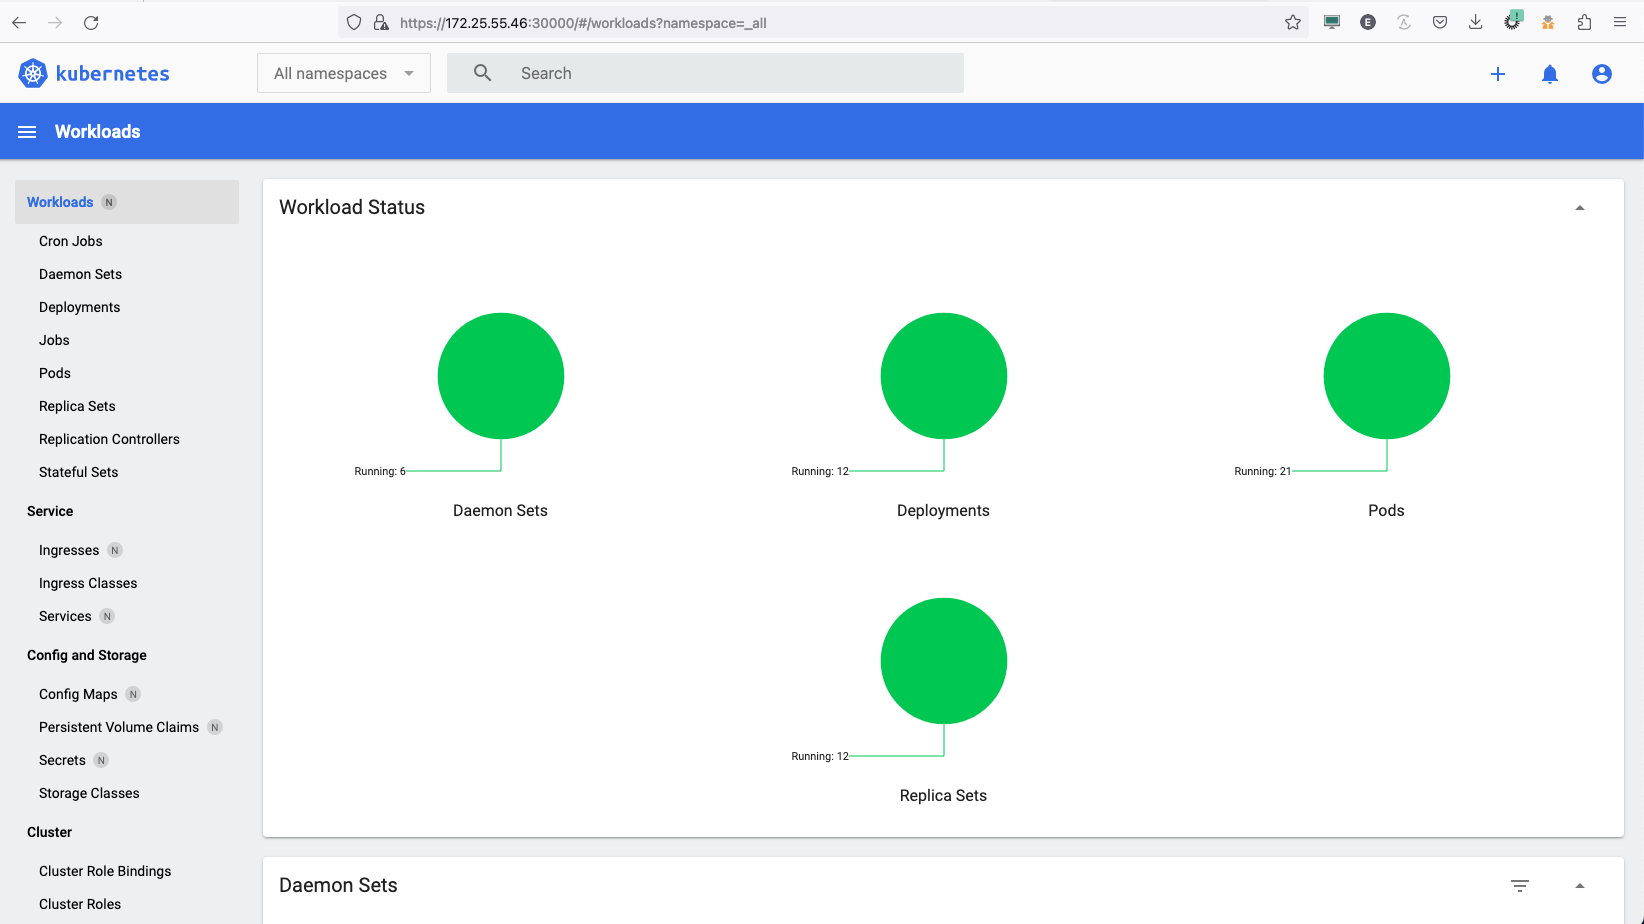 https://172.25.55.46:30000/#/workloads?namespace=_all
E
!
kubernetes
All namespaces
Search
Workloads
Workloads N
Cron Jobs
Daemon Sets
Deployments
Jobs
Pods
Replica Sets
Replication Controllers
Stateful Sets
Service
Ingresses N
Ingress Classes
Services N
Config and Storage
Config Maps N
Persistent Volume Claims N
Secrets N
Storage Classes
Cluster
Cluster Role Bindings
Cluster Roles
Workload Status
Running: 6
Daemon Sets
Running: 12
Deployments
Running: 21
Pods
Running: 12
Replica Sets
Daemon Sets